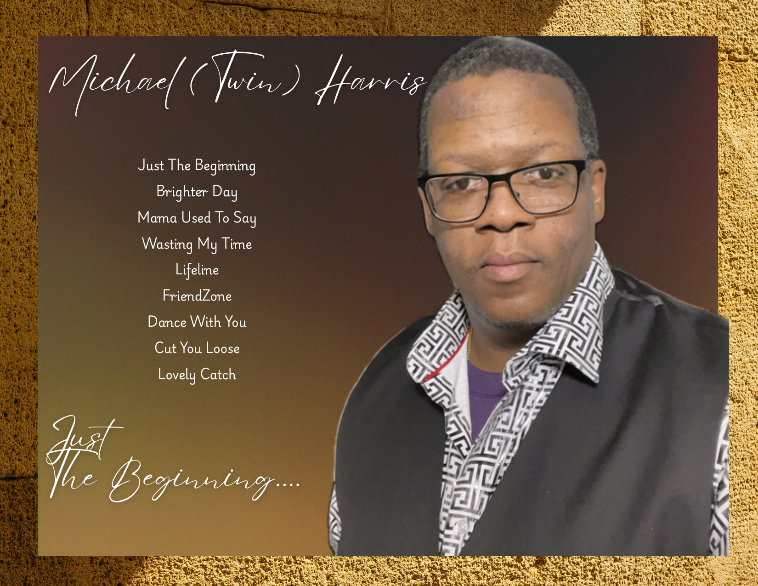 Michael (Twin) Harris
Just The Beginning
Brighter Day
Mama Used To Say
Wasting My Time
Lifeline
FriendZone
Dance With You
Cut You Loose
Lovely Catch
Just
The Beginning....